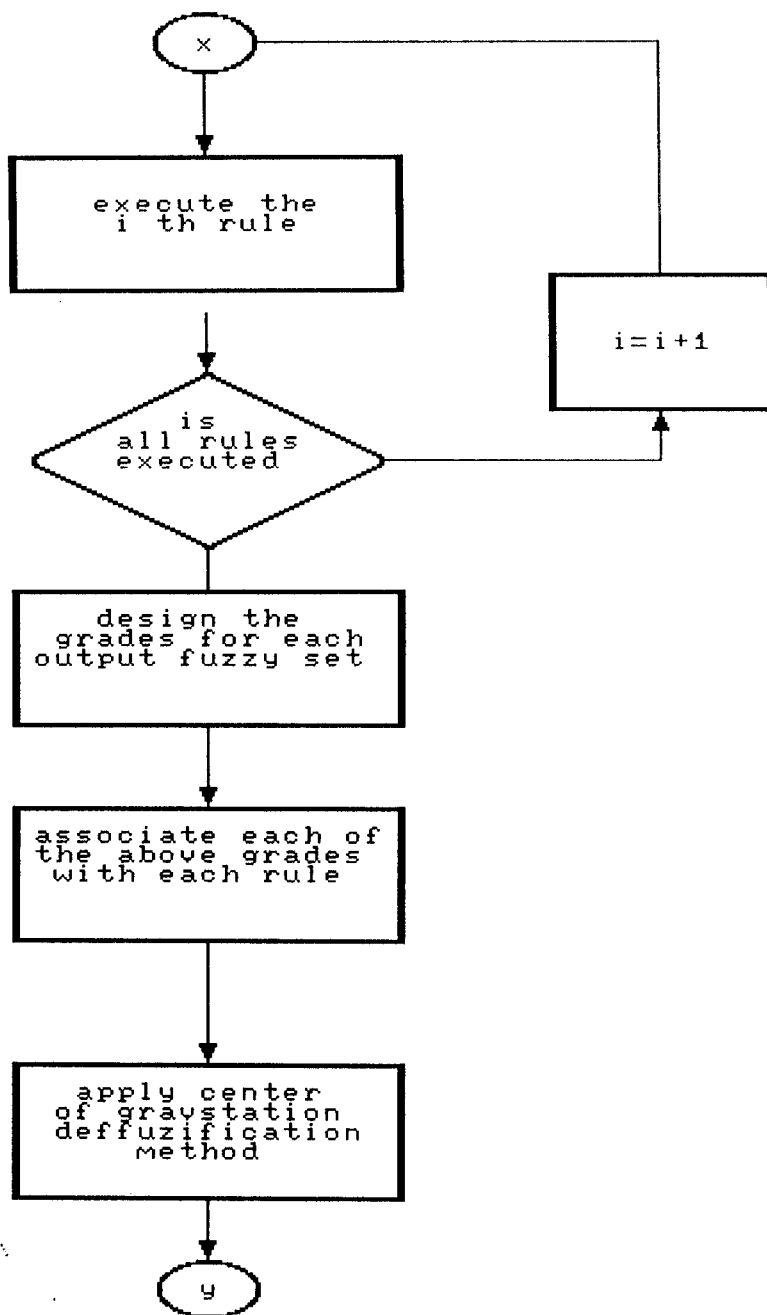 x
execute the
i th rule
i=i+1
is
all rules
executed
design the
grades for each
output fuzzy set
associate each of
the above grades
with each rule
apply center
of gravstation
deffuzification
method
y